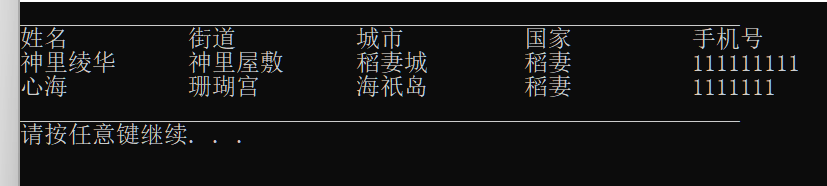 姓名 街道 城市 国家 手机号
神里绫华 神里屋敷 稻妻城 稻妻 111111111
心海 珊瑚宫 海祇岛 稻妻 1111111
请按任意键继续. . .